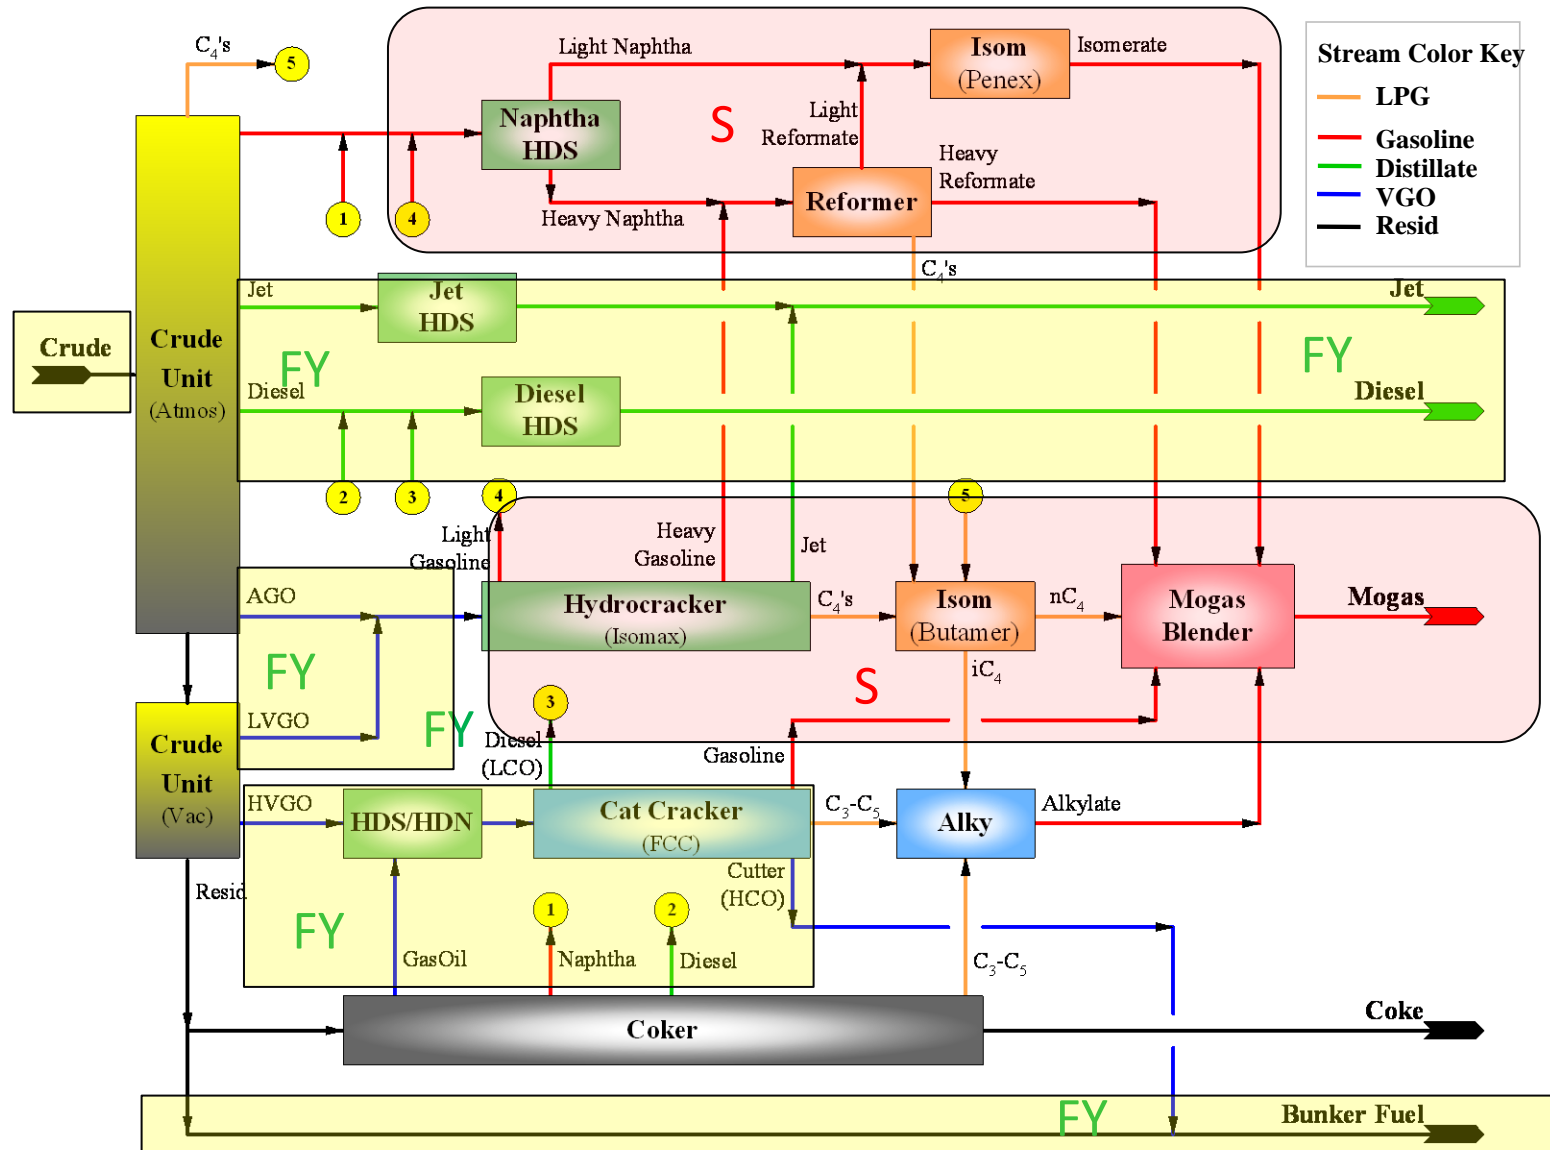 C₄'s
5
Light Naphtha
Isom
(Penex)
Isomerate
Stream Color Key
LPG
Gasoline
Distillate
VGO
Resid
Naphtha
HDS
S
Light
Reformate
Heavy
Reformate
1
4
Heavy Naphtha
Reformer
C₄'s
Jet
Jet
HDS
Jet
Crude
Crude
Unit
(Atmos)
FY
FY
Diesel
Diesel
HDS
Diesel
2
3
4
5
Light
Gasoline
Heavy
Gasoline
Jet
AGO
Hydrocracker
(Isomax)
C₄'s
Isom
(Butamer)
nC₄
Mogas
Blender
Mogas
FY
iC₄
S
LVGO
FY
3
Diesel
(LCO)
Gasoline
Crude
Unit
(Vac)
HVGO
HDS/HDN
Cat Cracker
(FCC)
C₃-C₅
Alky
Alkylate
Resid
Cutter
(HCO)
FY
1
2
GasOil
Naphtha
Diesel
C₃-C₅
Coker
Coke
FY
Bunker Fuel